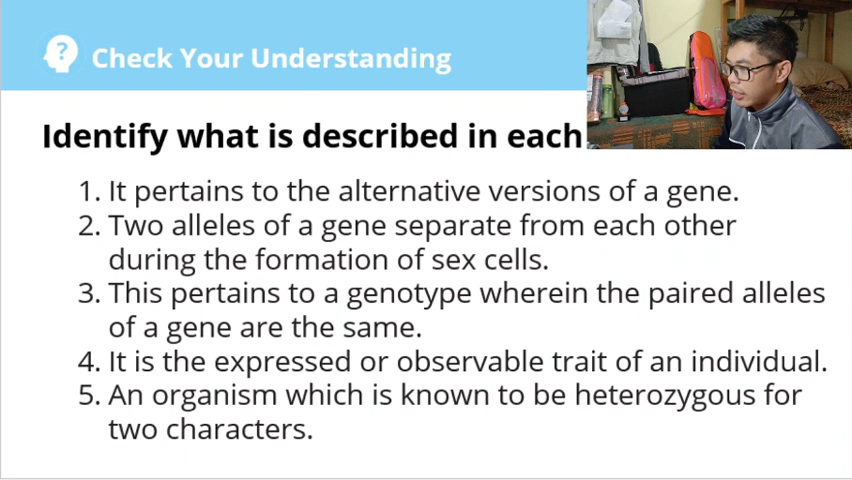 Check Your Understanding
Identify what is described in each
1. It pertains to the alternative versions of a gene.
2. Two alleles of a gene separate from each other
during the formation of sex cells.
3. This pertains to a genotype wherein the paired alleles
of a gene are the same.
4. It is the expressed or observable trait of an individual.
5. An organism which is known to be heterozygous for
two characters.